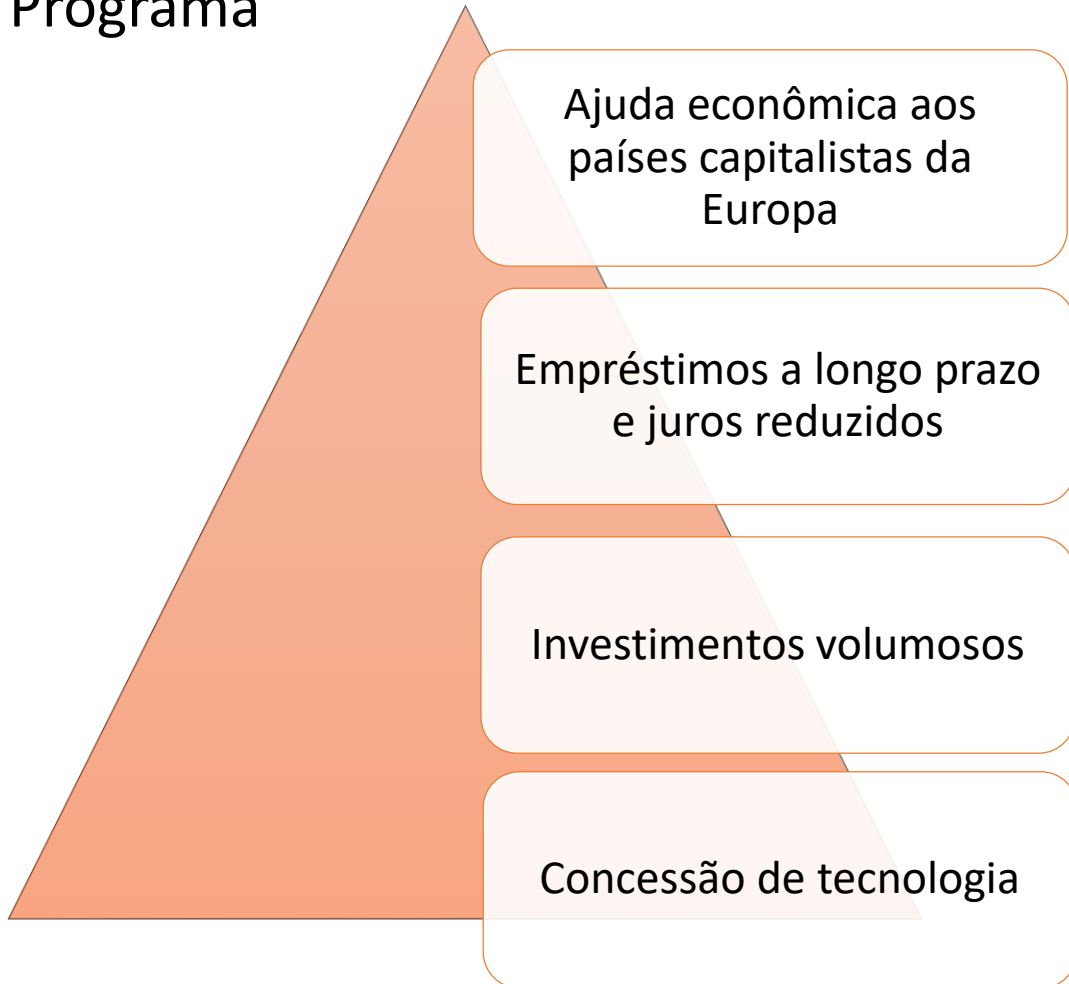 Programa
Ajuda econômica aos
países capitalistas da
Europa
Empréstimos a longo prazo
e juros reduzidos
Investimentos volumosos
Concessão de tecnologia